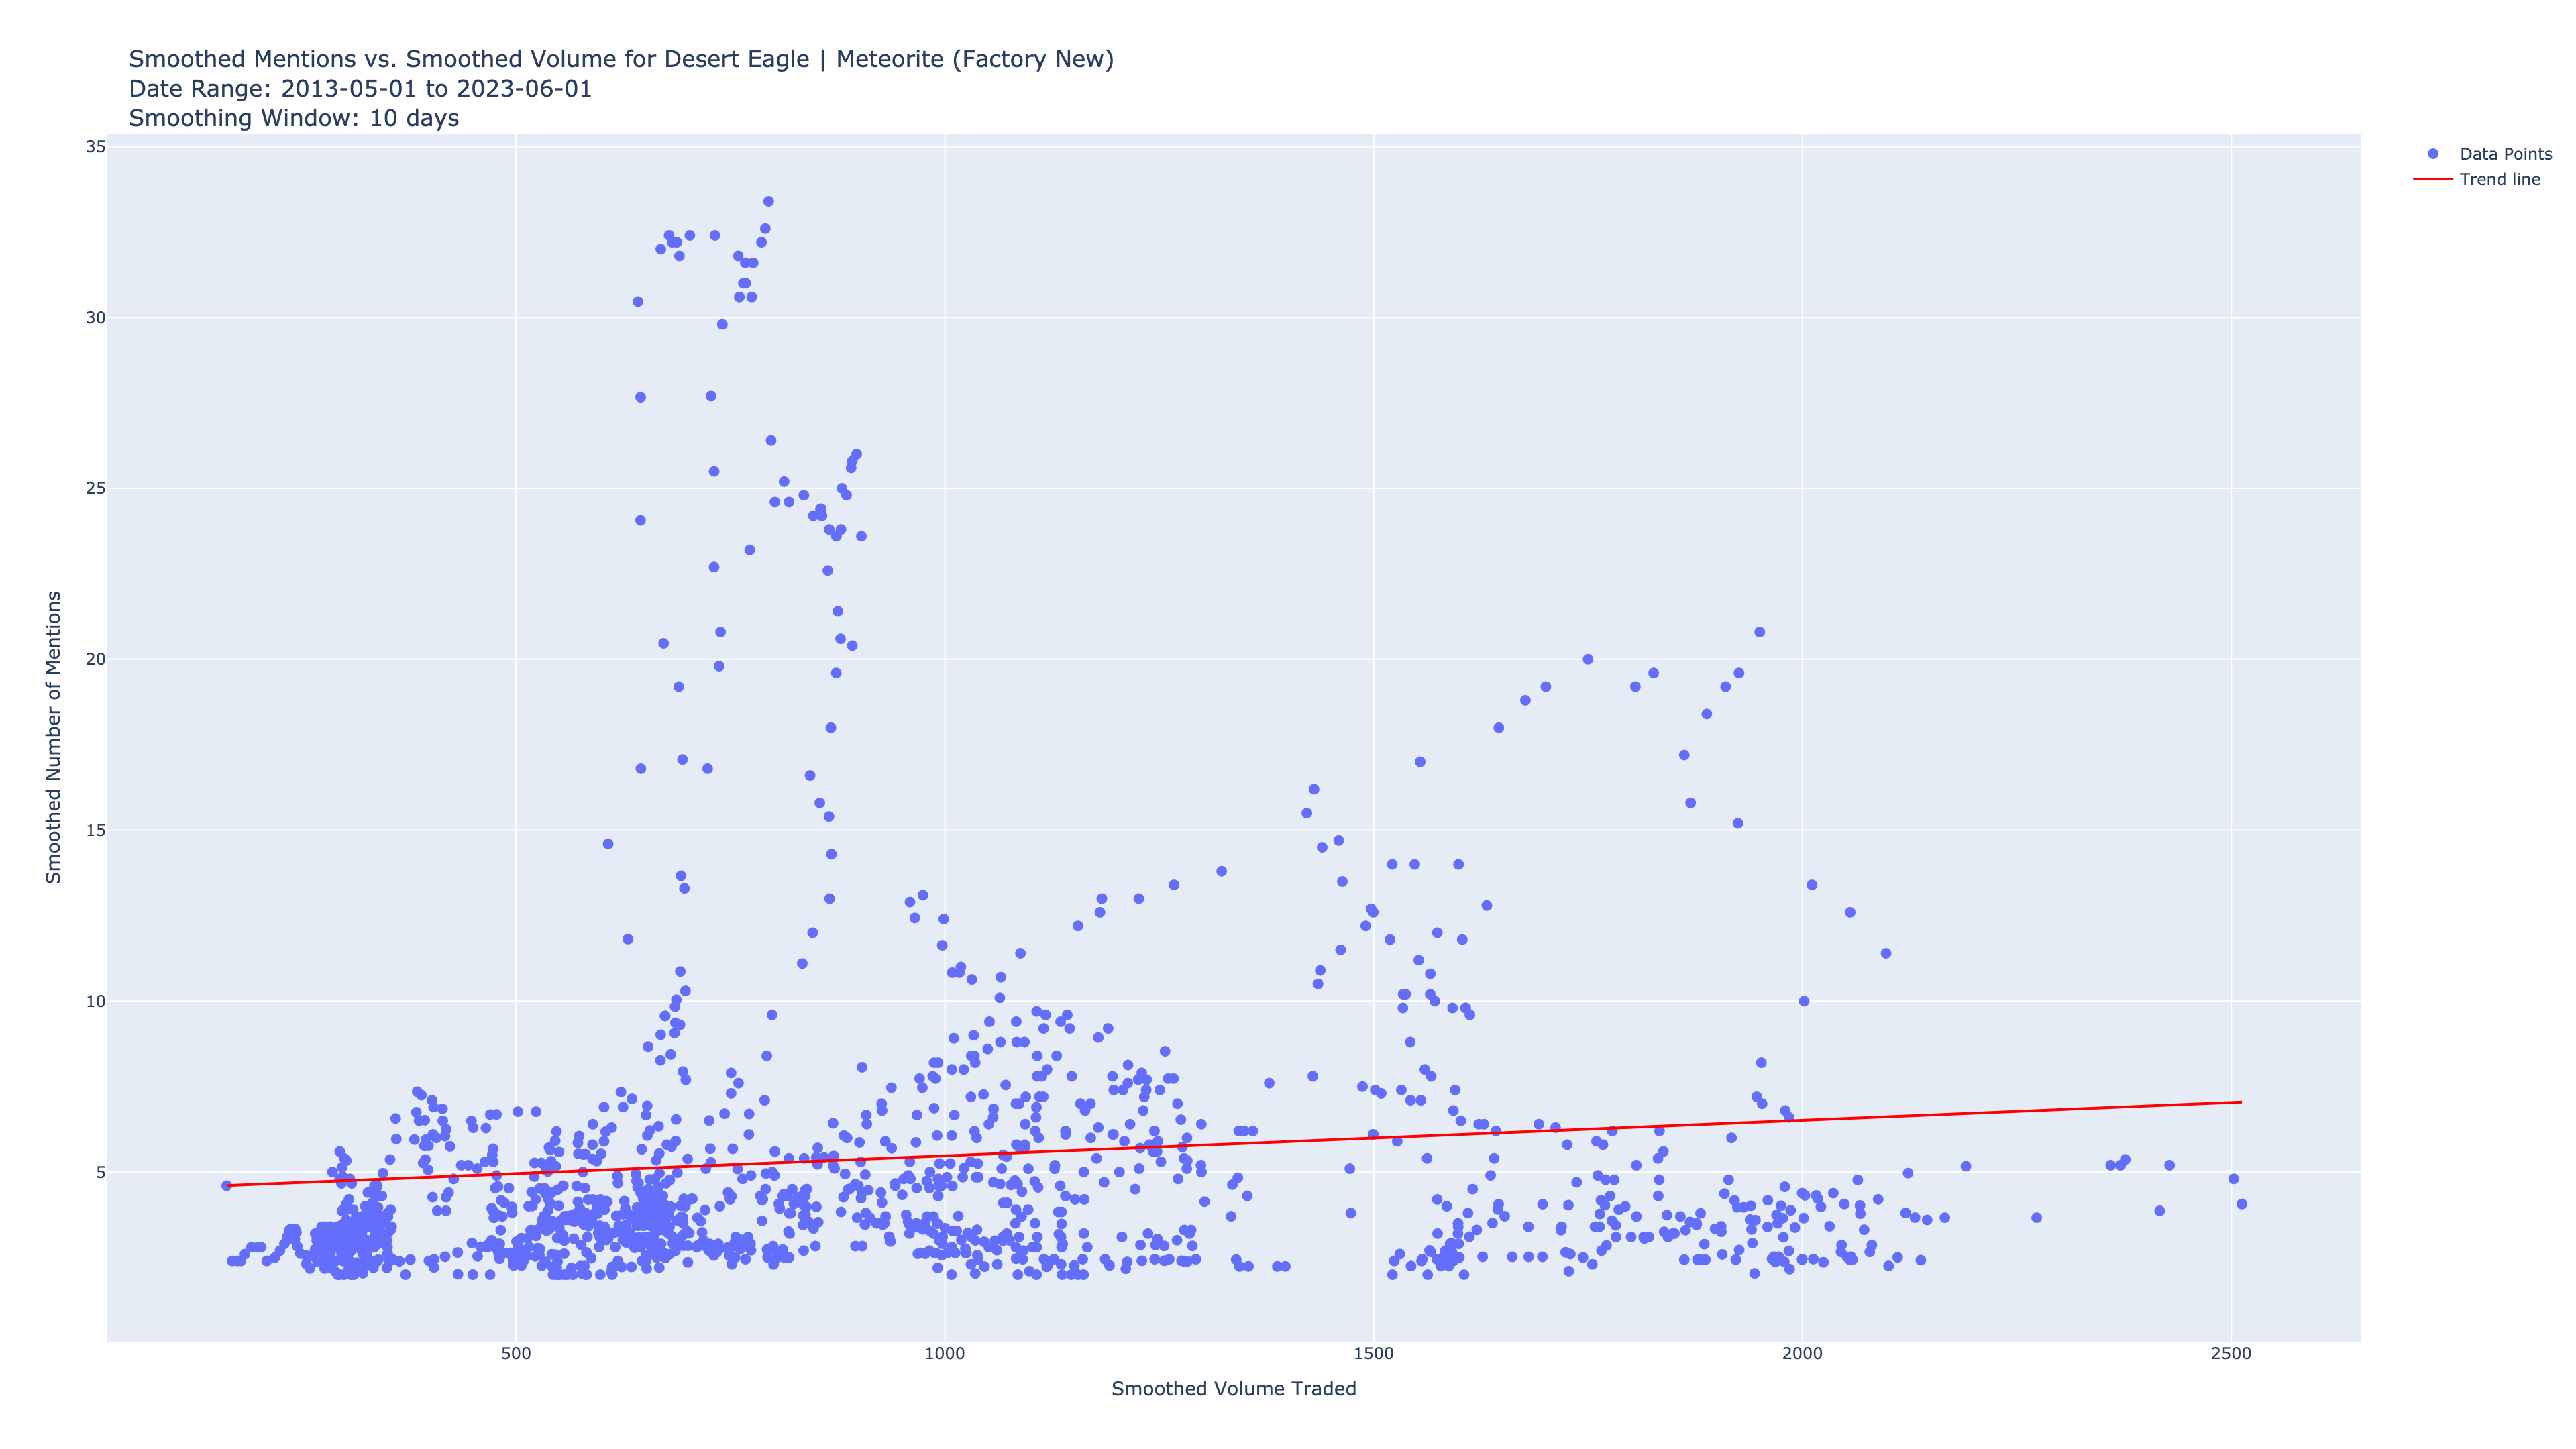 Smoothed Mentions vs. Smoothed Volume for Desert Eagle | Meteorite (Factory New)
Date Range: 2013-05-01 to 2023-06-01
Smoothing Window: 10 days
Data Points
Trend line
35
30
25
20
15
10
5
Smoothed Number of Mentions
500
1000
1500
2000
2500
Smoothed Volume Traded